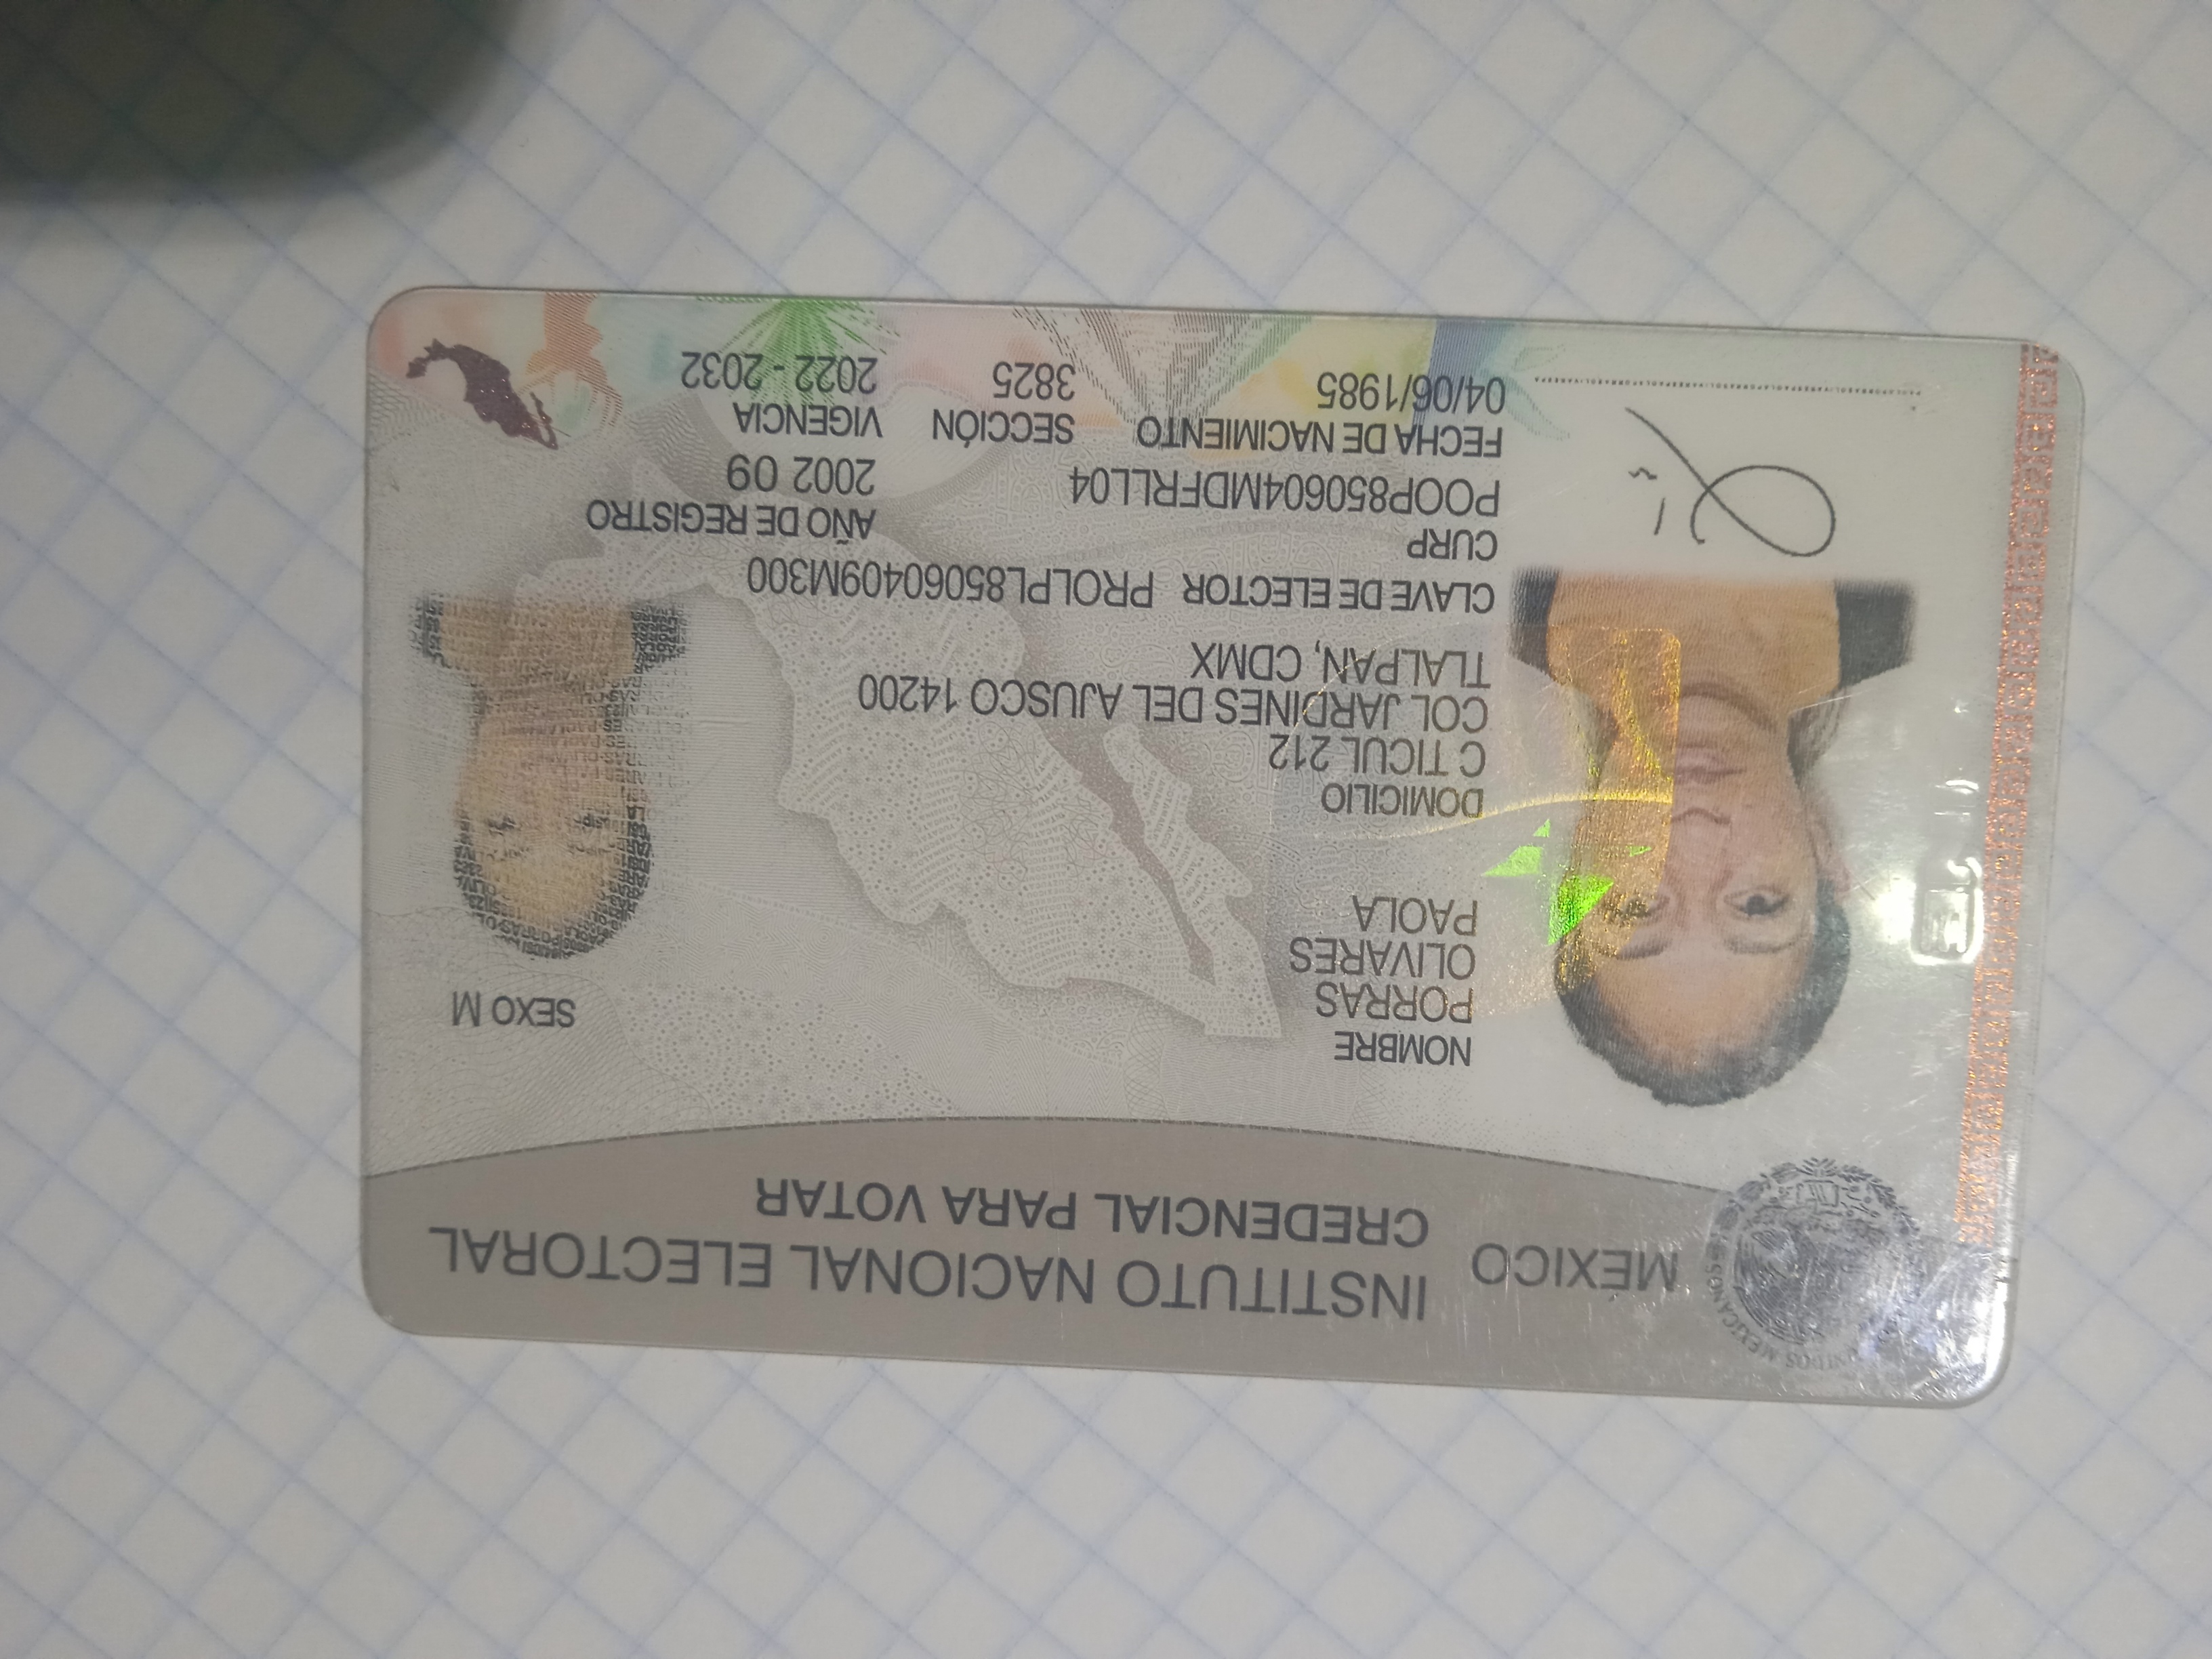 MÉXICO
INSTITUTO NACIONAL ELECTORAL
CREDENCIAL PARA VOTAR
NOMBRE
PORRAS
OLIVARES
PAOLA
SEXO M
DOMICILIO
C TICUL 212
COL JARDINES DEL AJUSCO 14200
TLALPAN, CDMX
CLAVE DE ELECTOR PROLPL85060409M300
CURP
POOP850604MDFRLL04
AÑO DE REGISTRO
2002 09
FECHA DE NACIMIENTO
04/06/1985
SECCIÓN
3825
VIGENCIA
2022 - 2032